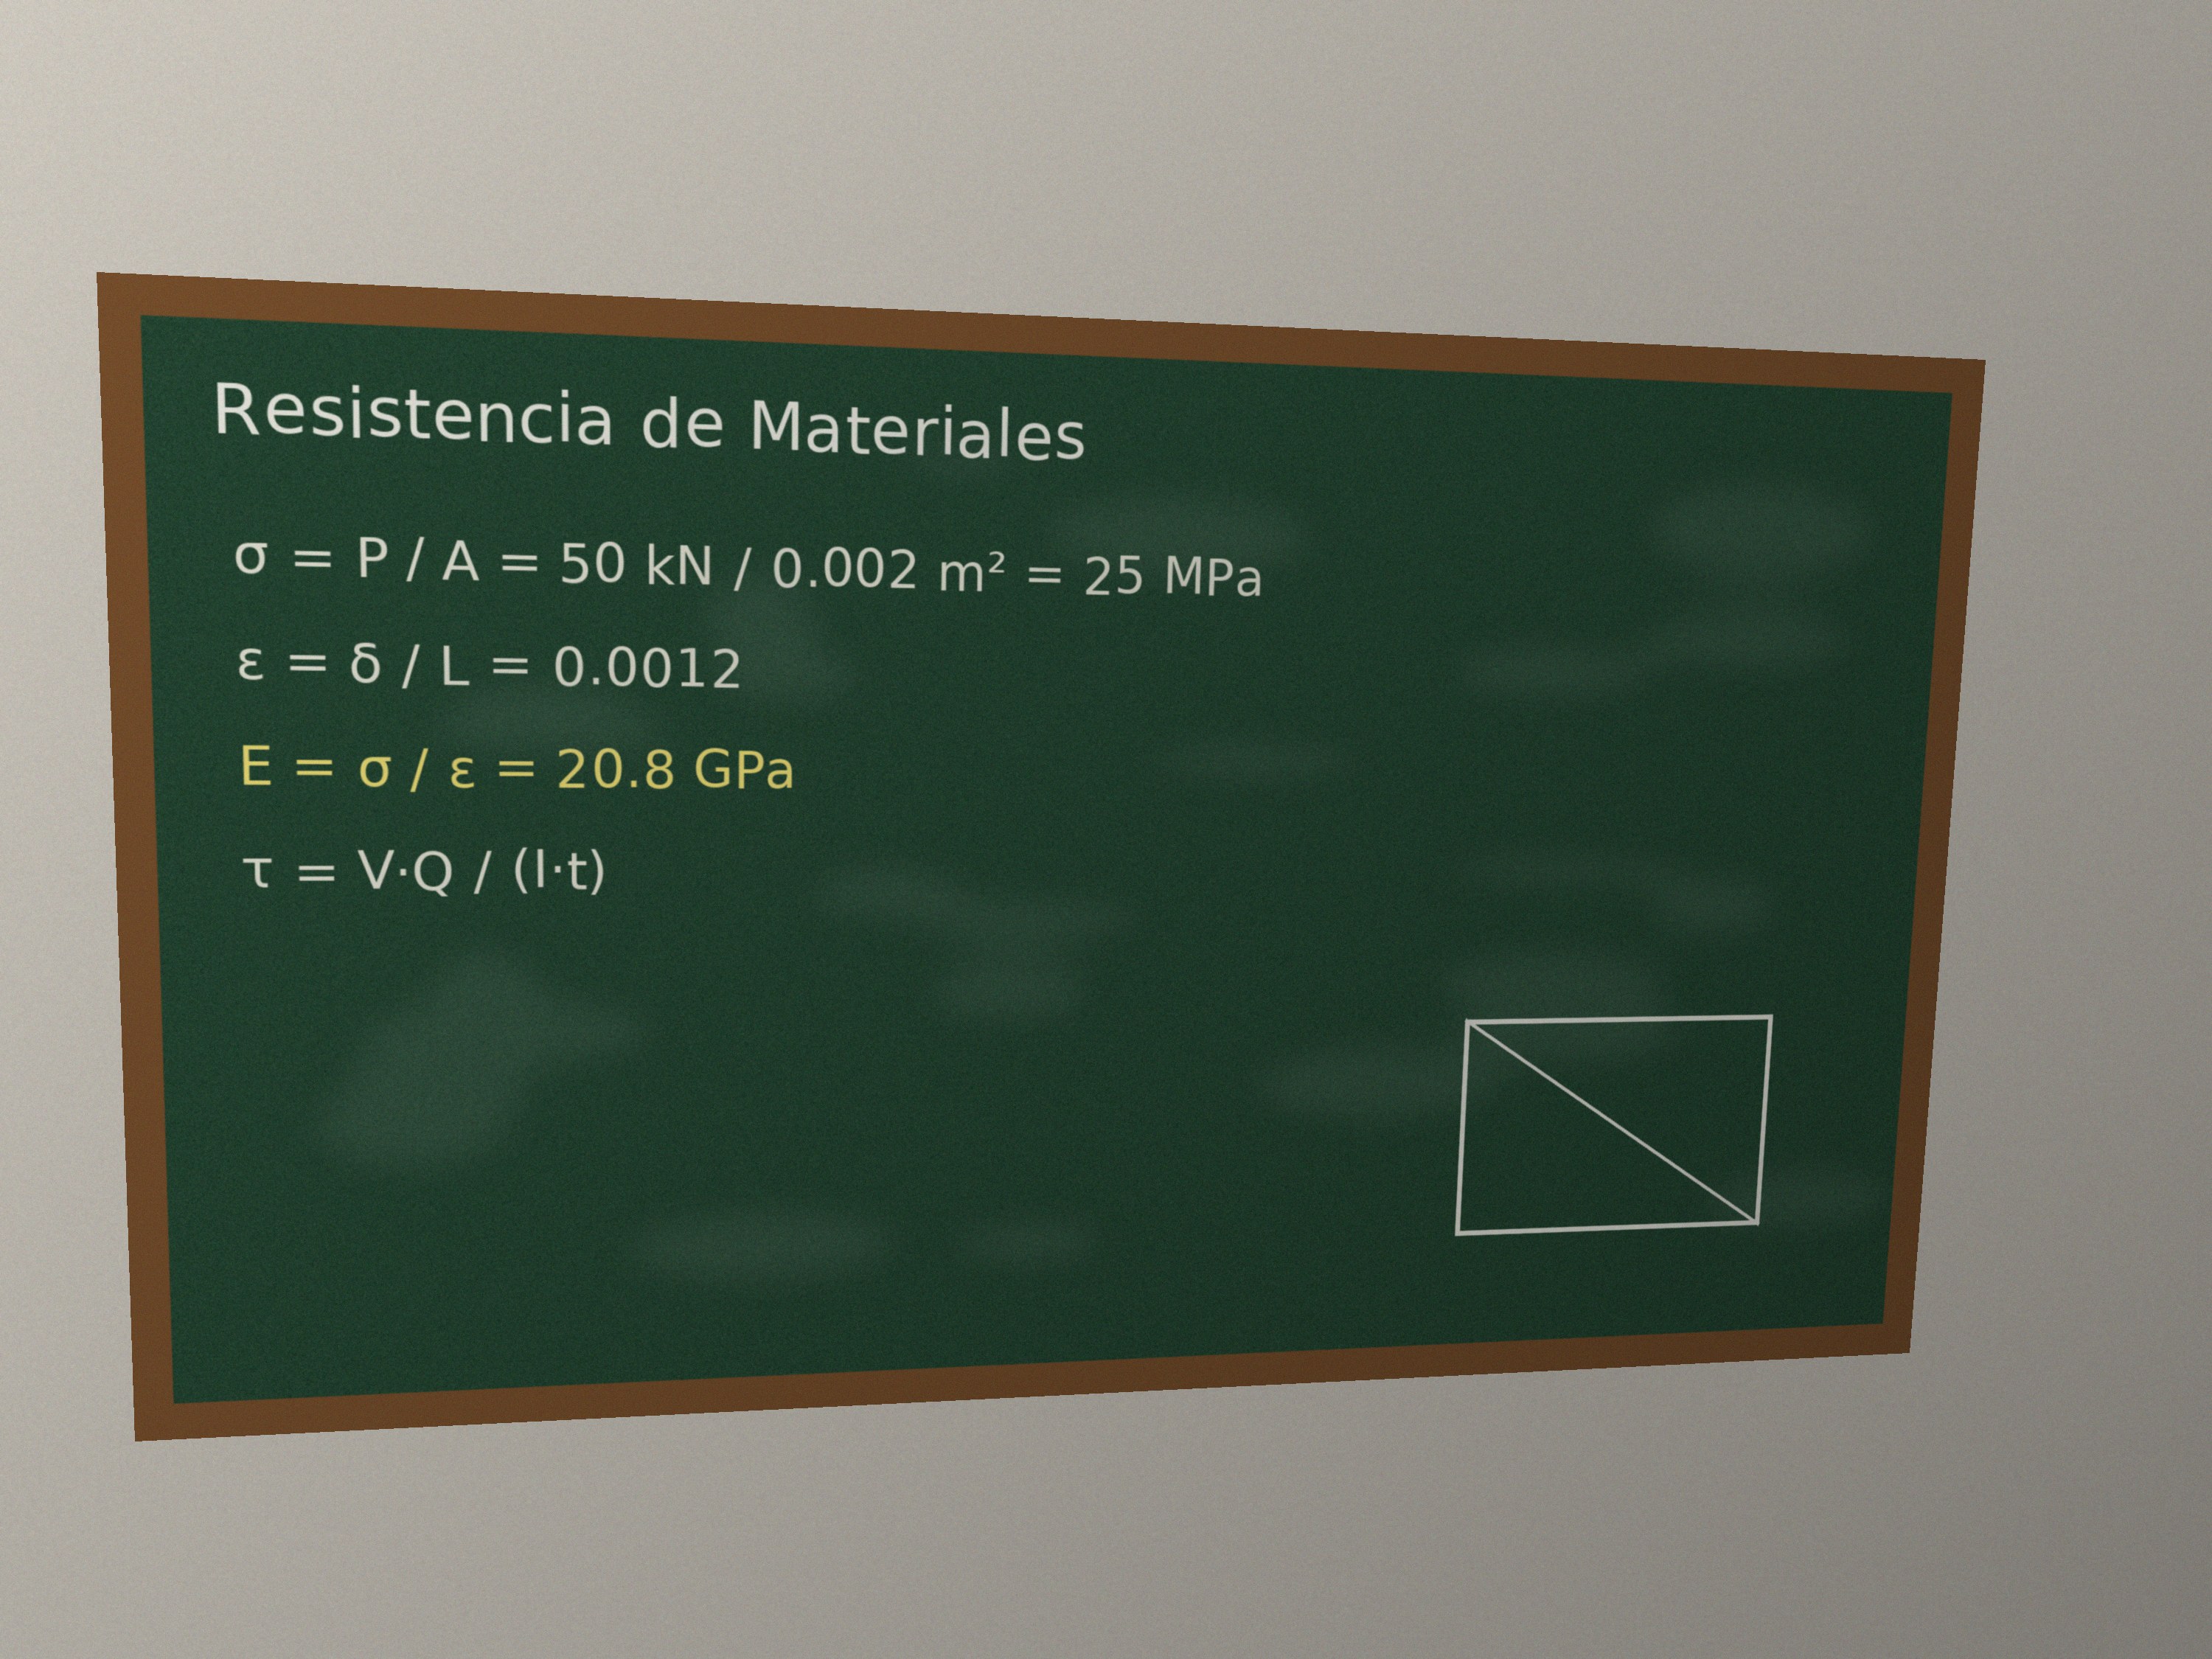 Resistencia de Materiales
σ = P / A = 50 kN / 0.002 m² = 25 MPa
ε = δ / L = 0.0012
E = σ / ε = 20.8 GPa
τ = V·Q / (I·t)